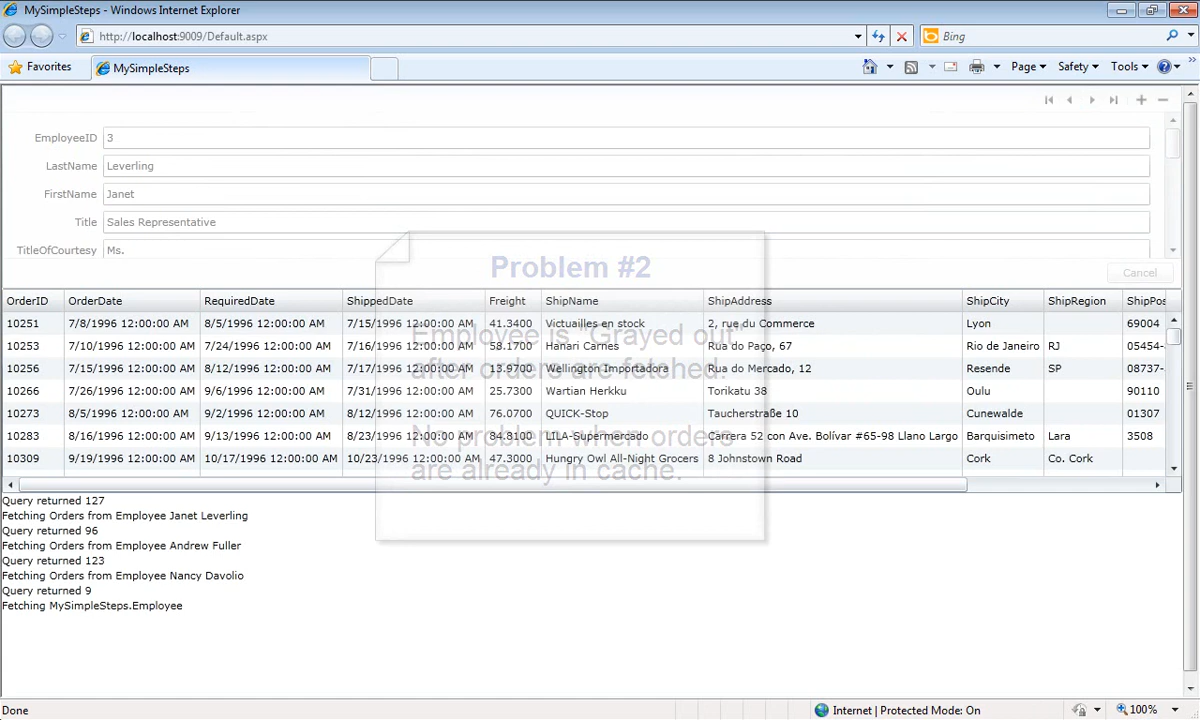 MySimpleSteps - Windows Internet Explorer
http://localhost:9009/Default.aspx
Bing
Favorites
MySimpleSteps
Page
Safety
Tools
EmployeeID 3
LastName Leverling
FirstName Janet
Title Sales Representative
TitleOfCourtesy Ms.
Cancel
Problem #2
Employee is "Grayed out"
after orders are fetched.
No problem when orders
are already in cache.
OrderID OrderDate RequiredDate ShippedDate Freight ShipName ShipAddress ShipCity ShipRegion ShipPos
10251 7/8/1996 12:00:00 AM 8/5/1996 12:00:00 AM 7/15/1996 12:00:00 AM 41.3400 Victuailles en stock 2, rue du Commerce Lyon 69004
10253 7/10/1996 12:00:00 AM 7/24/1996 12:00:00 AM 7/16/1996 12:00:00 AM 58.1700 Hanari Carnes Rua do Paço, 67 Rio de Janeiro RJ 05454-
10256 7/15/1996 12:00:00 AM 8/12/1996 12:00:00 AM 7/17/1996 12:00:00 AM 13.9700 Wellington Importadora Rua do Mercado, 12 Resende SP 08737-
10266 7/26/1996 12:00:00 AM 9/6/1996 12:00:00 AM 7/31/1996 12:00:00 AM 25.7300 Wartian Herkku Torikatu 38 Oulu 90110
10273 8/5/1996 12:00:00 AM 9/2/1996 12:00:00 AM 8/12/1996 12:00:00 AM 76.0700 QUICK-Stop Taucherstraße 10 Cunewalde 01307
10283 8/16/1996 12:00:00 AM 9/13/1996 12:00:00 AM 8/23/1996 12:00:00 AM 84.8100 LILA-Supermercado Carrera 52 con Ave. Bolívar #65-98 Llano Largo Barquisimeto Lara 3508
10309 9/19/1996 12:00:00 AM 10/17/1996 12:00:00 AM 10/23/1996 12:00:00 AM 47.3000 Hungry Owl All-Night Grocers 8 Johnstown Road Cork Co. Cork
Query returned 127
Fetching Orders from Employee Janet Leverling
Query returned 96
Fetching Orders from Employee Andrew Fuller
Query returned 123
Fetching Orders from Employee Nancy Davolio
Query returned 9
Fetching MySimpleSteps.Employee
Done
Internet | Protected Mode: On
100%